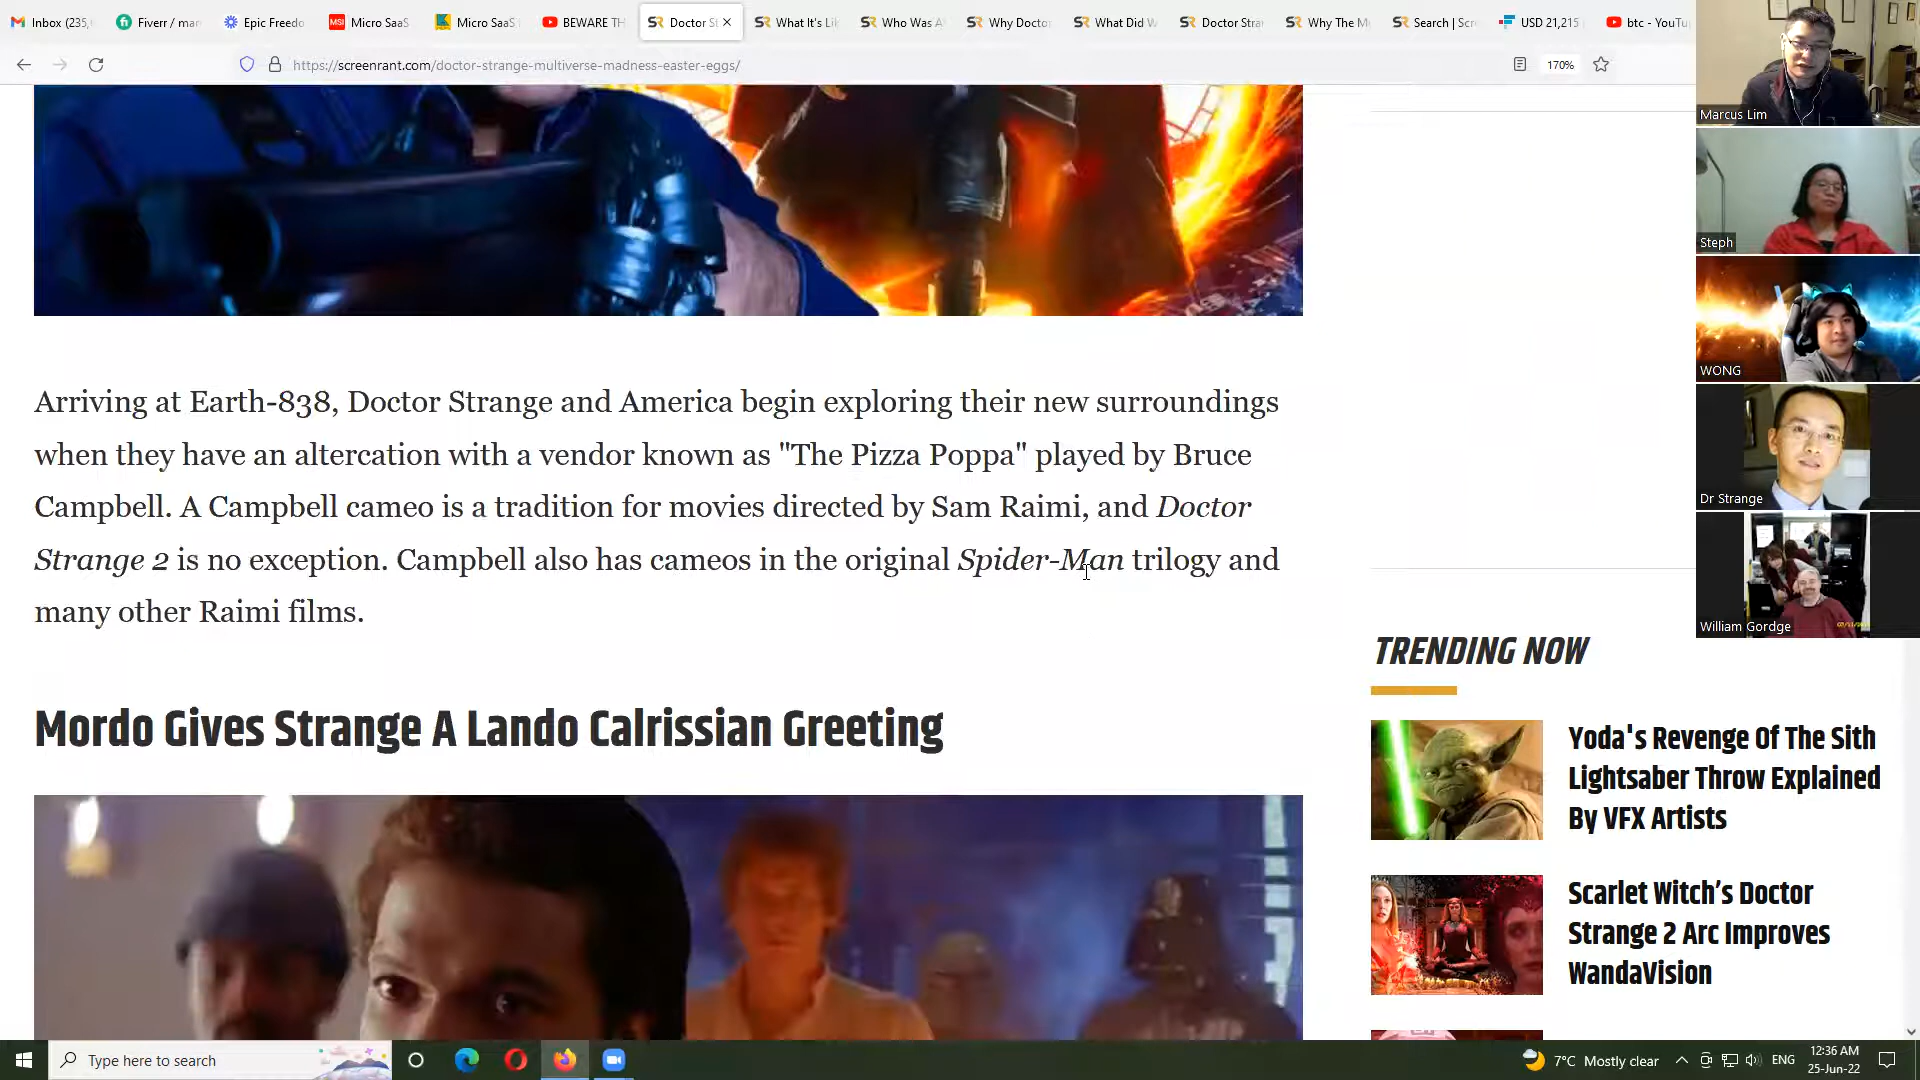 Inbox (235,
Fiverr / mar
Epic Freedo
MSI
Micro SaaS
Micro SaaS
BEWARE TH
SR
Doctor St
What It's Li
Who Was A
Why Docto
What Did W
Doctor Stra
Why The M
Search | Scr
USD 21,215
btc - YouTu
https://screenrant.com/doctor-strange-multiverse-madness-easter-eggs/
170%
Marcus Lim
Steph
WONG
Dr Strange
William Gordge
Arriving at Earth-838, Doctor Strange and America begin exploring their new surroundings
when they have an altercation with a vendor known as "The Pizza Poppa" played by Bruce
Campbell. A Campbell cameo is a tradition for movies directed by Sam Raimi, and Doctor
Strange 2 is no exception. Campbell also has cameos in the original Spider-Man trilogy and
many other Raimi films.
Mordo Gives Strange A Lando Calrissian Greeting
TRENDING NOW
Yoda's Revenge Of The Sith
Lightsaber Throw Explained
By VFX Artists
Scarlet Witch’s Doctor
Strange 2 Arc Improves
WandaVision
Type here to search
7°C Mostly clear
ENG
12:36 AM
25-Jun-22